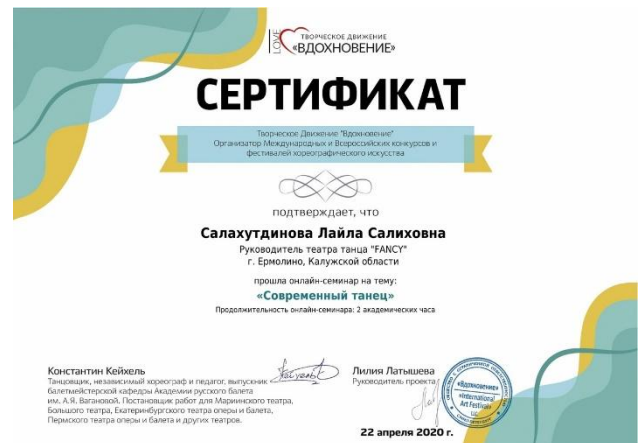 LOVE
ТВОРЧЕСКОЕ ДВИЖЕНИЕ
«ВДОХНОВЕНИЕ»
СЕРТИФИКАТ
Творческое Движение "Вдохновение"
Организатор Международных и Всероссийских конкурсов и
фестивалей хореографического искусства
подтверждает, что
Салахутдинова Лайла Салиховна
Руководитель театра танца "FANCY"
г. Ермолино, Калужской области
прошла онлайн-семинар на тему:
«Современный танец»
Продолжительность онлайн-семинара: 2 академических часа
Константин Кейхель
Танцовщик, независимый хореограф и педагог, выпускник
балетмейстерской кафедры Академии русского балета
им. А.Я. Вагановой. Постановщик работ для Мариинского театра,
Большого театра, Екатеринбургского театра оперы и балета,
Пермского театра оперы и балета и других театров.
Лилия Латышева
Руководитель проекта
«Вдохновение»
«International
Art Festival»
22 апреля 2020 г.